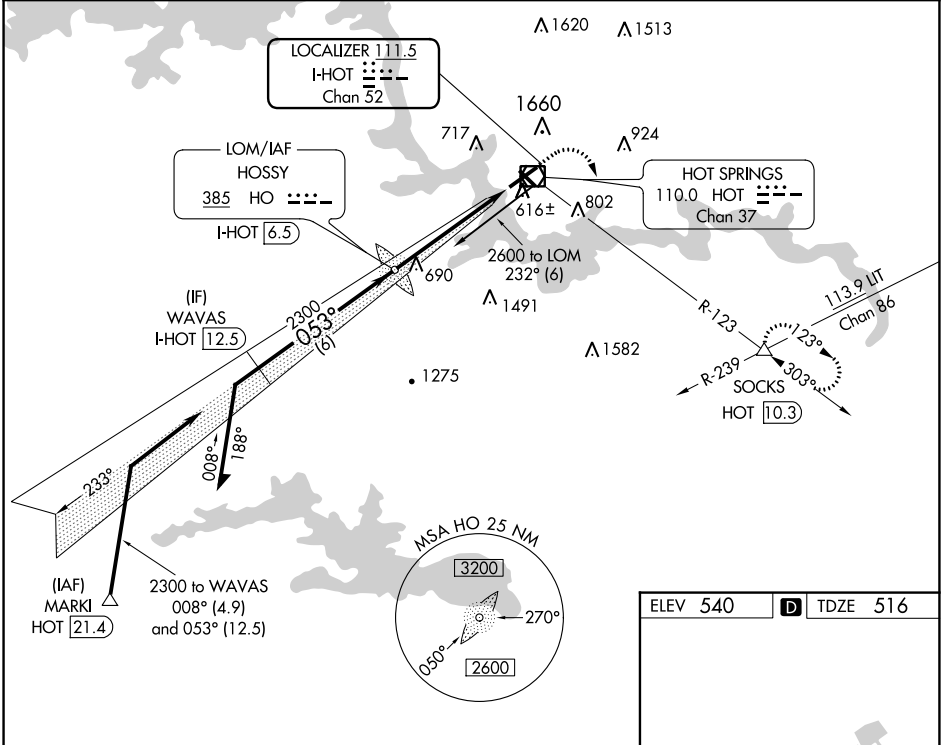 1620
1513
LOCALIZER 111.5
I-HOT
Chan 52
1660
717
924
LOM/IAF
HOSSY
385 HO
I-HOT 6.5
HOT SPRINGS
110.0 HOT
Chan 37
616±
802
2600 to LOM
232° (6)
690
(IF)
WAVAS
I-HOT 12.5
2300
053°
(6)
1491
113.9 LIT
Chan 86
R-123
1582
123°
R-239
303°
SOCKS
HOT 10.3
1275
008°
188°
233°
(IAF)
MARKI
HOT 21.4
2300 to WAVAS
008° (4.9)
and 053° (12.5)
MSA HO 25 NM
3200
270°
050°
2600
ELEV 540 D TDZE 516